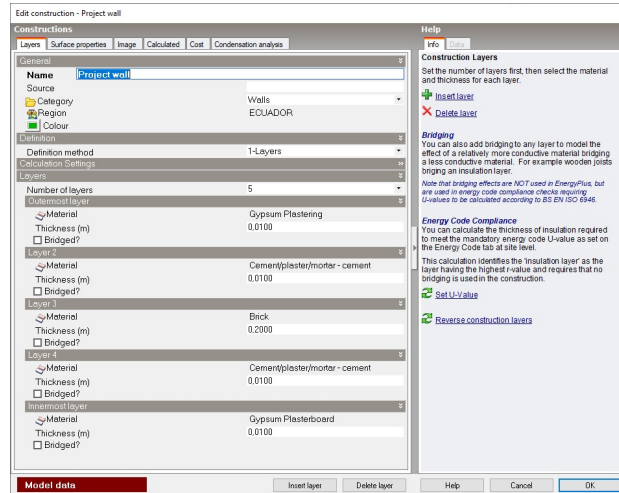 Edit construction - Project wall
Constructions
Layers Surface properties Image Calculated Cost Condensation analysis
General
Name Project wall
Source
Category Walls
Region ECUADOR
Colour
Definition
Definition method 1-Layers
Calculation Settings
Layers
Number of layers 5
Outermost layer
Material Gypsum Plastering
Thickness (m) 0,0100
Bridged?
Layer 2
Material Cement/plaster/mortar - cement
Thickness (m) 0,0100
Bridged?
Layer 3
Material Brick
Thickness (m) 0,2000
Bridged?
Layer 4
Material Cement/plaster/mortar - cement
Thickness (m) 0,0100
Bridged?
Innermost layer
Material Gypsum Plasterboard
Thickness (m) 0,0100
Bridged?
Model data
Insert layer Delete layer
Help
Info Data
Construction Layers
Set the number of layers first, then select the material
and thickness for each layer.
Insert layer
Delete layer
Bridging
You can also add bridging to any layer to model the
effect of a relatively more conductive material bridging
a less conductive material. For example wooden joists
briging an insulation layer.
Note that bridging effects are NOT used in EnergyPlus, but
are used in energy code compliance checks requiring
U-values to be calculated according to BS EN ISO 6946.
Energy Code Compliance
You can calculate the thickness of insulation required
to meet the mandatory energy code U-value as set on
the Energy Code tab at site level.
This calculation identifies the 'insulation layer' as the
layer having the highest r-value and requires that no
bridging is used in the construction.
Set U-Value
Reverse construction layers
Help Cancel OK